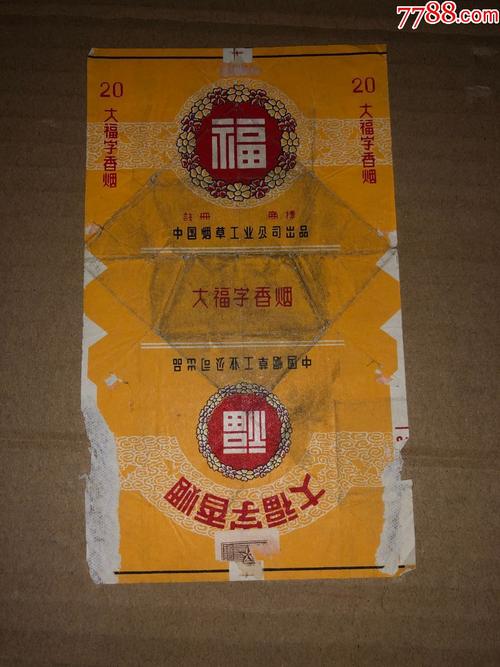 7788.com
20
大福字香烟
福
20
大福字香烟
註冊 商標
中国烟草工业公司出品
大福字香烟
中国烟草工业公司出品
福
大福字香烟